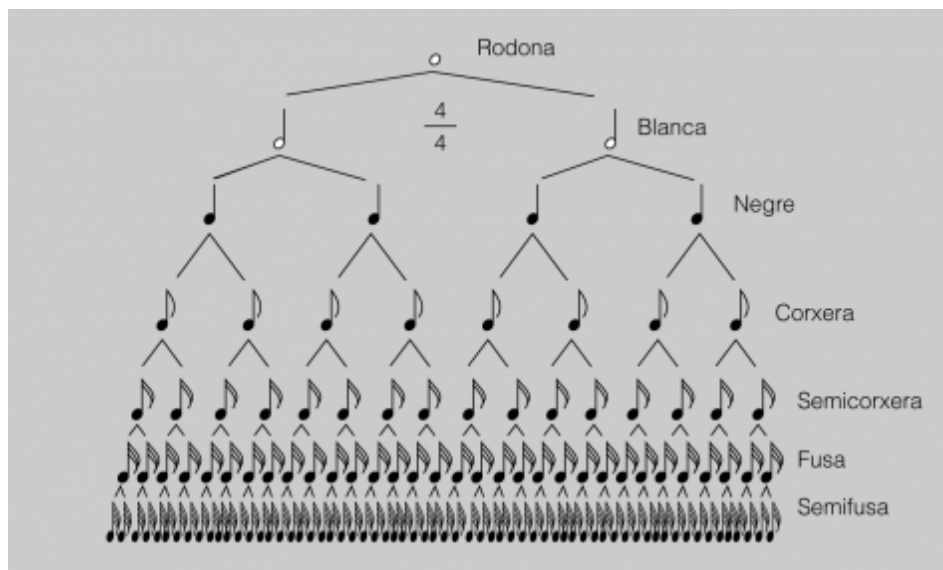 Rodona
4
4
Blanca
Negre
Corxera
Semicorxera
Fusa
Semifusa